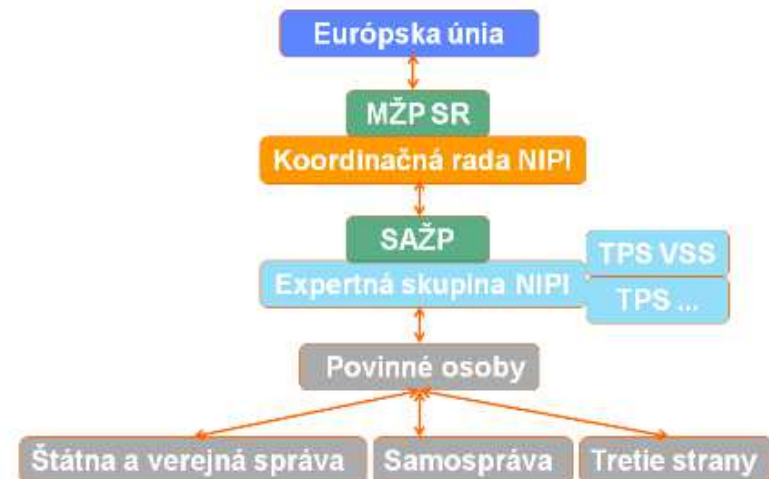 Európska únia
MŽP SR
Koordinačná rada NIPI
SAŽP
TPS VSS
Expertná skupina NIPI
TPS ...
Povinné osoby
Štátna a verejná správa
Samospráva
Tretie strany